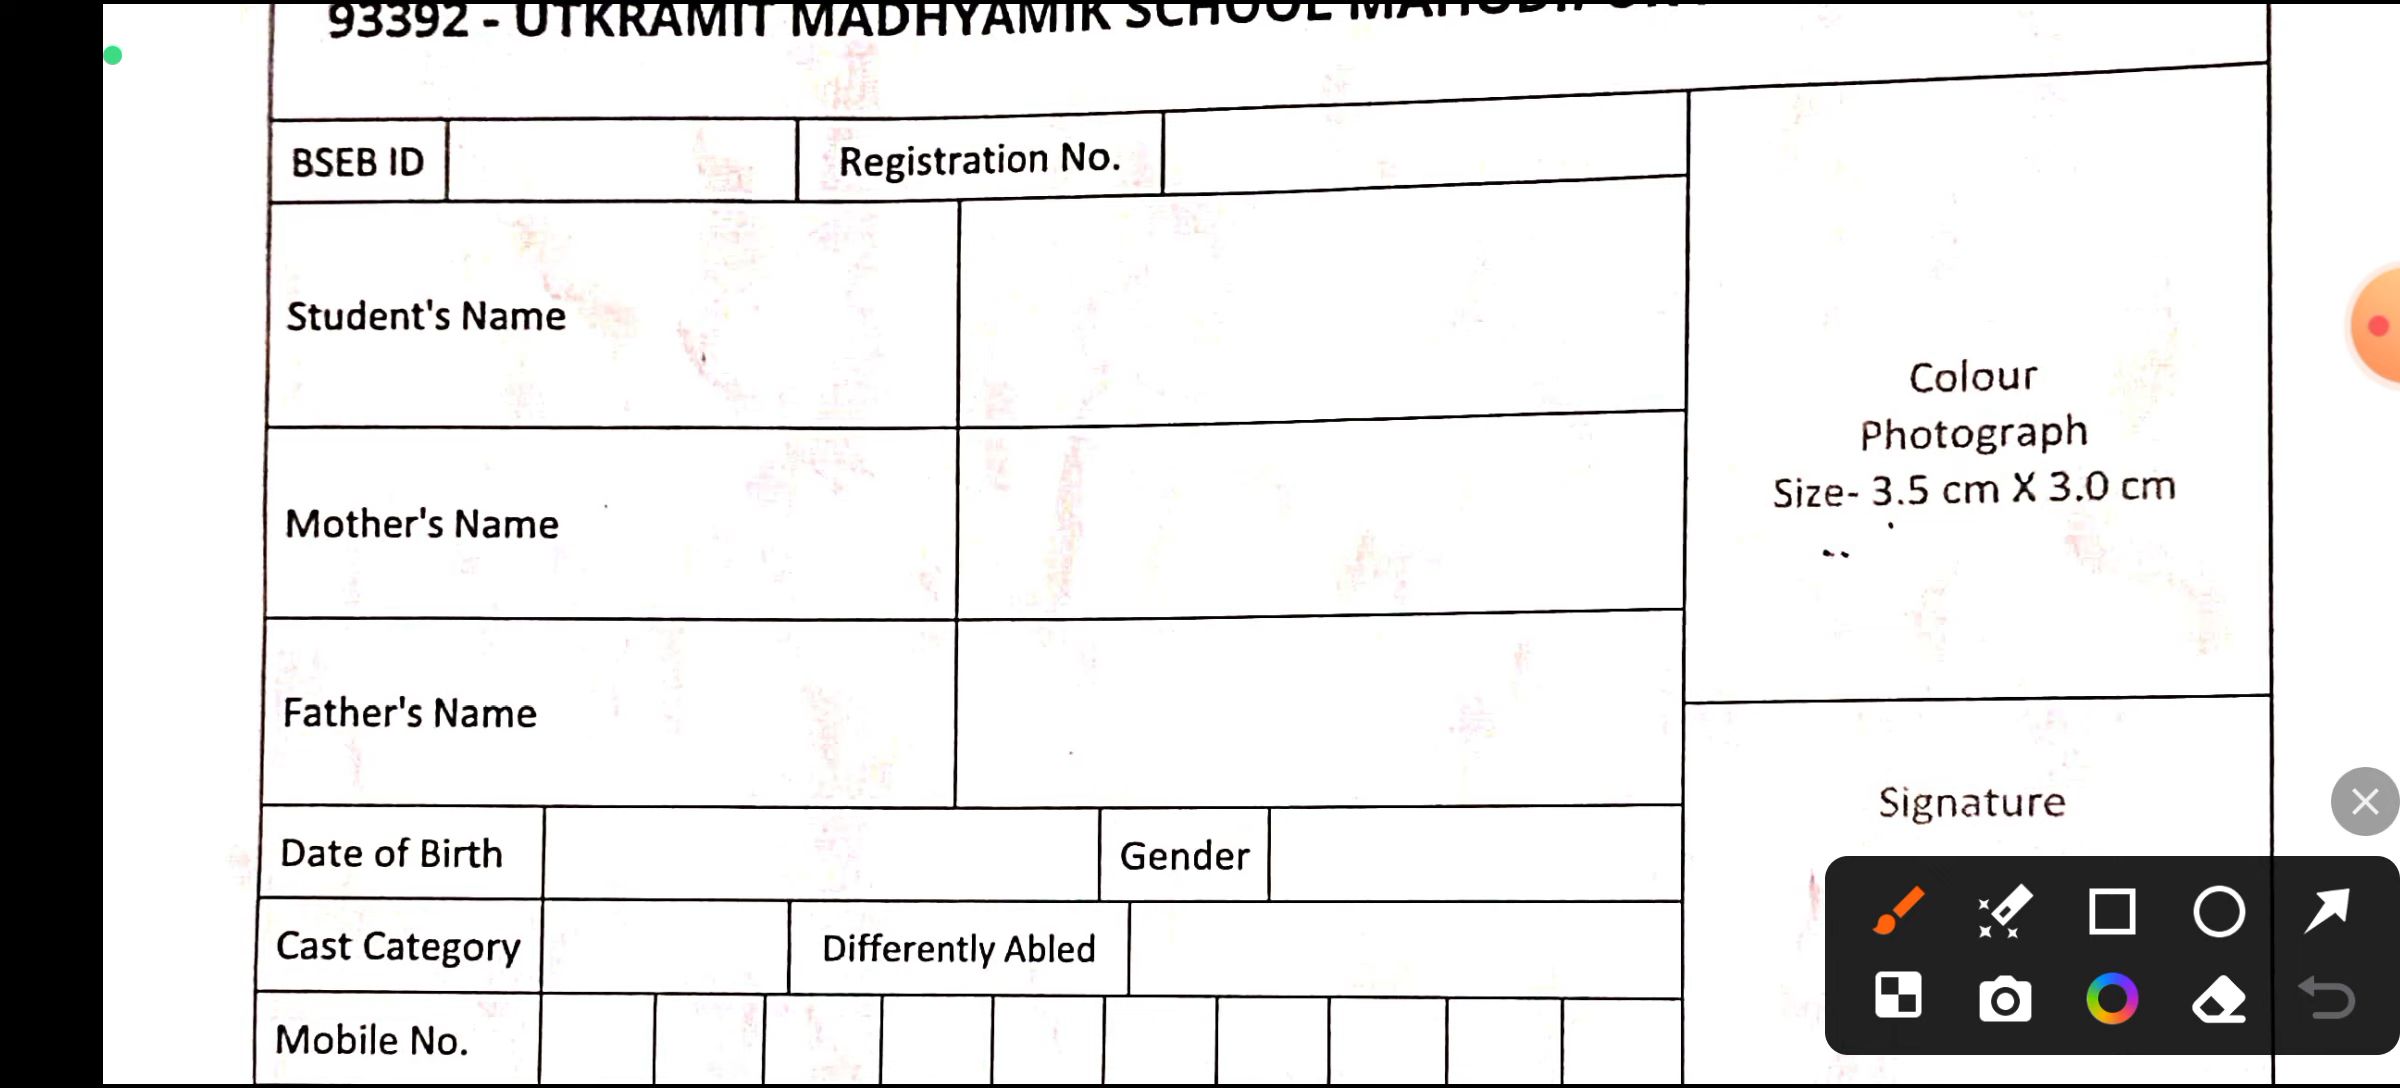 93392 - UTKRAMIT MADHYAMIK SCHOOL
BSEB ID
Registration No.
Student's Name
Mother's Name
Father's Name
Colour
Photograph
Size- 3.5 cm X 3.0 cm
Signature
Date of Birth
Gender
Cast Category
Differently Abled
Mobile No.